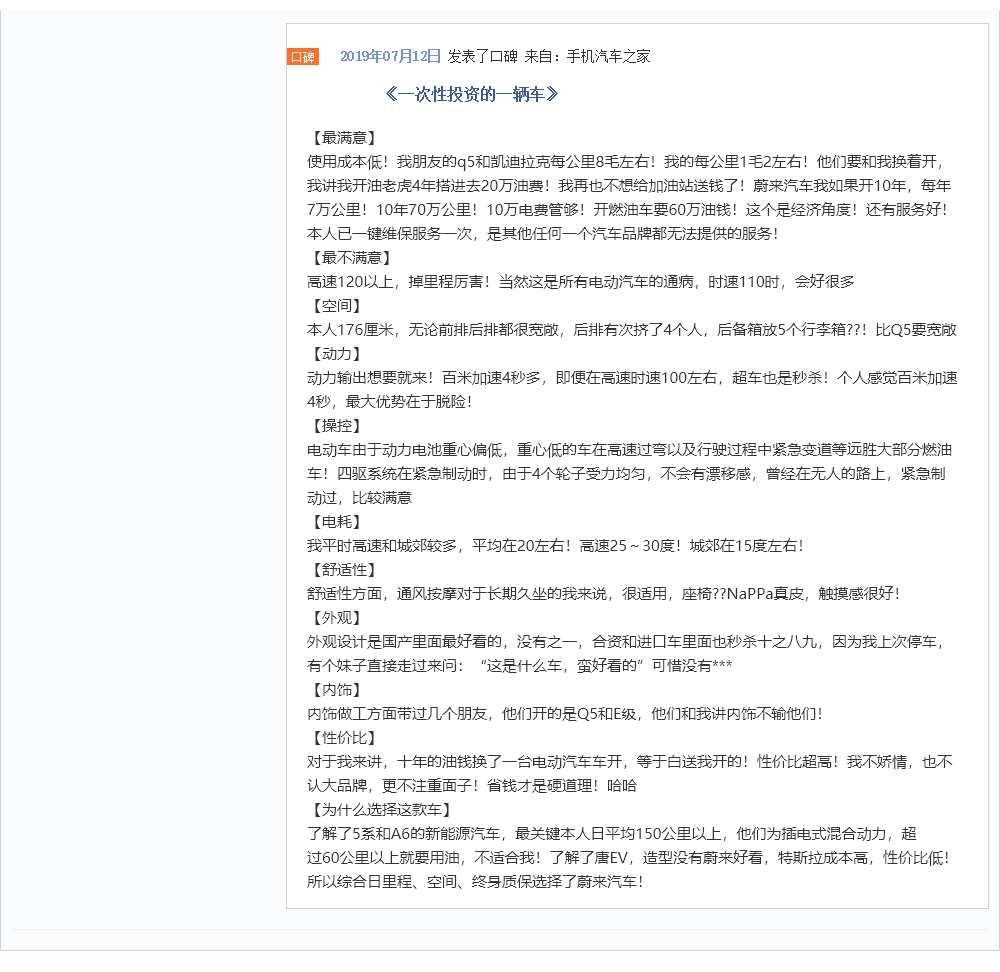 口碑 2019年07月12日 发表了口碑 来自：手机汽车之家
《一次性投资的一辆车》
【最满意】
使用成本低！我朋友的q5和凯迪拉克每公里8毛左右！我的每公里1毛2左右！他们要和我换着开，
我讲我开油老虎4年搭进去20万油费！我再也不想给加油站送钱了！蔚来汽车我如果开10年，每年
7万公里！10年70万公里！10万电费管够！开燃油车要60万油钱！这个是经济角度！还有服务好！
本人已一键维保服务一次，是其他任何一个汽车品牌都无法提供的服务！
【最不满意】
高速120以上，掉里程厉害！当然这是所有电动汽车的通病，时速110时，会好很多
【空间】
本人176厘米，无论前排后排都很宽敞，后排有次挤了4个人，后备箱放5个行李箱??！比Q5要宽敞
【动力】
动力输出想要就来！百米加速4秒多，即便在高速时速100左右，超车也是秒杀！个人感觉百米加速
4秒，最大优势在于脱险！
【操控】
电动车由于动力电池重心偏低，重心低的车在高速过弯以及行驶过程中紧急变道等远胜大部分燃油
车！四驱系统在紧急制动时，由于4个轮子受力均匀，不会有漂移感，曾经在无人的路上，紧急制
动过，比较满意
【电耗】
我平时高速和城郊较多，平均在20左右！高速25～30度！城郊在15度左右！
【舒适性】
舒适性方面，通风按摩对于长期久坐的我来说，很适用，座椅??NaPPa真皮，触摸感很好！
【外观】
外观设计是国产里面最好看的，没有之一，合资和进口车里面也秒杀十之八九，因为我上次停车，
有个妹子直接走过来问：“这是什么车，蛮好看的”可惜没有***
【内饰】
内饰做工方面带过几个朋友，他们开的是Q5和E级，他们和我讲内饰不输他们！
【性价比】
对于我来讲，十年的油钱换了一台电动汽车车开，等于白送我开的！性价比超高！我不娇情，也不
认大品牌，更不注重面子！省钱才是硬道理！哈哈
【为什么选择这款车】
了解了5系和A6的新能源汽车，最关键本人日平均150公里以上，他们为插电式混合动力，超
过60公里以上就要用油，不适合我！了解了唐EV，造型没有蔚来好看，特斯拉成本高，性价比低！
所以综合日里程、空间、终身质保选择了蔚来汽车！